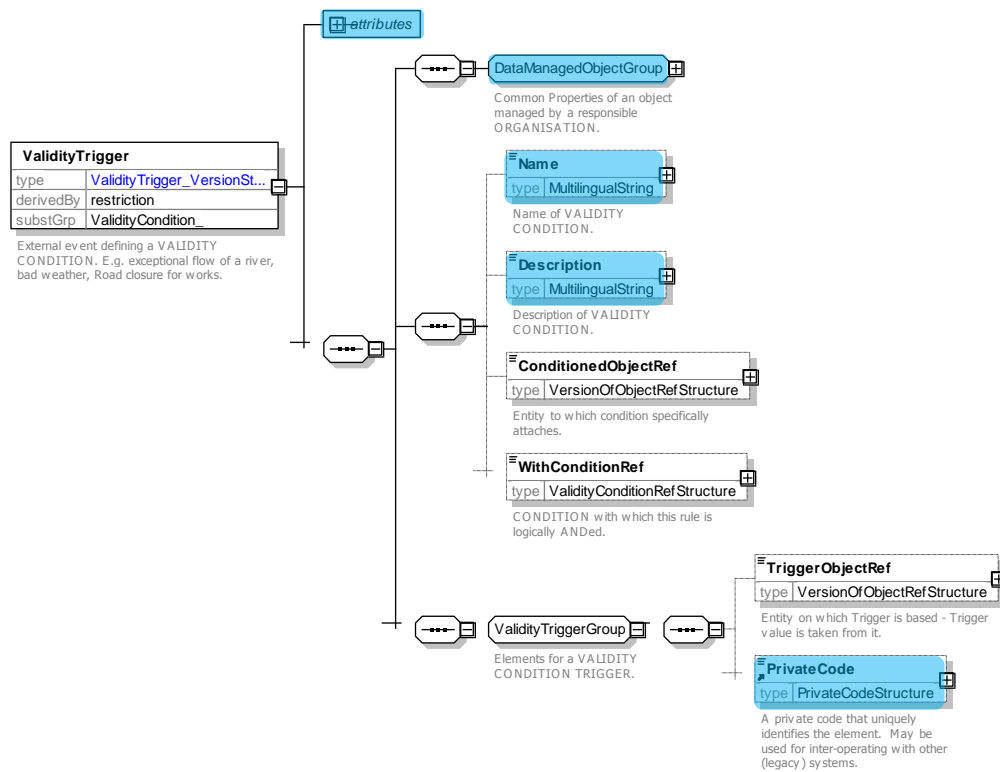 attributes
DataManagedObjectGroup
Common Properties of an object
managed by a responsible
ORGANISATION.
ValidityTrigger
type ValidityTrigger_VersionSt...
derivedBy restriction
substGrp ValidityCondition_
External event defining a VALIDITY
CONDITION. E.g. exceptional flow of a river,
bad weather, Road closure for works.
Name
type MultilingualString
Name of VALIDITY
CONDITION.
Description
type MultilingualString
Description of VALIDITY
CONDITION.
ConditionedObjectRef
type VersionOfObjectRefStructure
Entity to which condition specifically
attaches.
WithConditionRef
type ValidityConditionRefStructure
CONDITION with which this rule is
logically ANDed.
ValidityTriggerGroup
Elements for a VALIDITY
CONDITION TRIGGER.
TriggerObjectRef
type VersionOfObjectRefStructure
Entity on which Trigger is based - Trigger
value is taken from it.
PrivateCode
type PrivateCodeStructure
A private code that uniquely
identifies the element. May be
used for inter-operating with other
(legacy) systems.